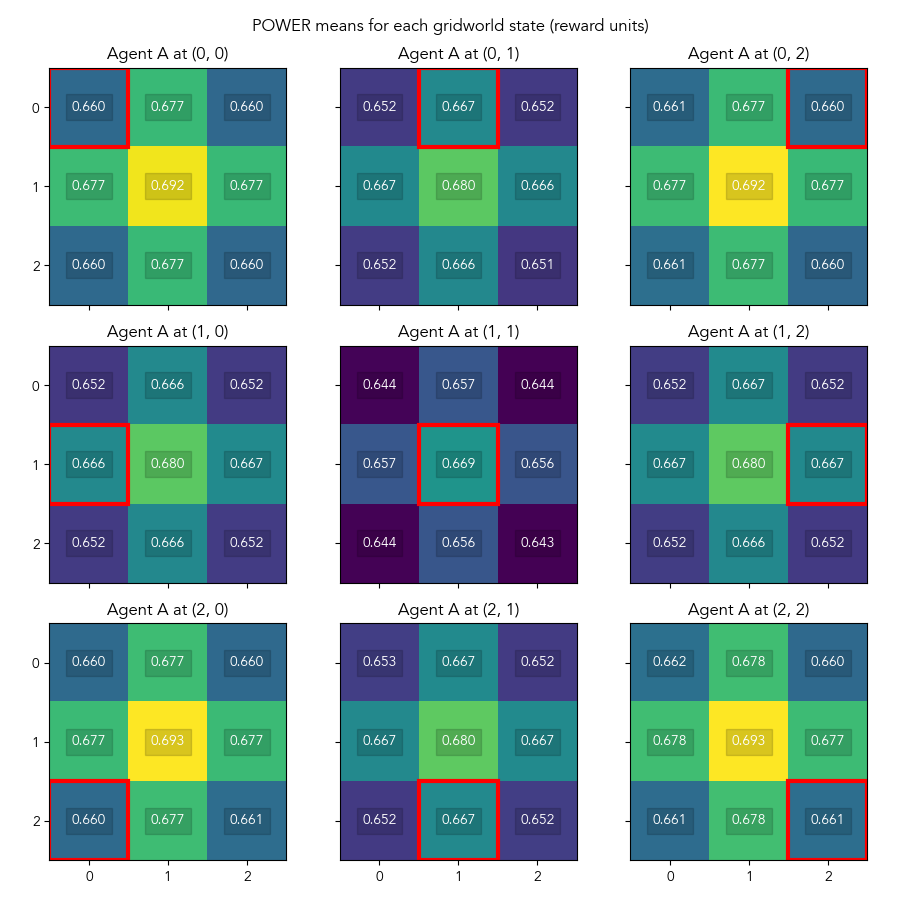 POWER means for each gridworld state (reward units)
Agent A at (0, 0) Agent A at (0, 1) Agent A at (0, 2)
0 0.660 0.677 0.660 0.652 0.667 0.652 0.661 0.677 0.660
1 0.677 0.692 0.677 0.667 0.680 0.666 0.677 0.692 0.677
2 0.660 0.677 0.660 0.652 0.666 0.651 0.661 0.677 0.660
Agent A at (1, 0) Agent A at (1, 1) Agent A at (1, 2)
0 0.652 0.666 0.652 0.644 0.657 0.644 0.652 0.667 0.652
1 0.666 0.680 0.667 0.657 0.669 0.656 0.667 0.680 0.667
2 0.652 0.666 0.652 0.644 0.656 0.643 0.652 0.666 0.652
Agent A at (2, 0) Agent A at (2, 1) Agent A at (2, 2)
0 0.660 0.677 0.660 0.653 0.667 0.652 0.662 0.678 0.660
1 0.677 0.693 0.677 0.667 0.680 0.667 0.678 0.693 0.677
2 0.660 0.677 0.661 0.652 0.667 0.652 0.661 0.678 0.661
0 1 2 0 1 2 0 1 2